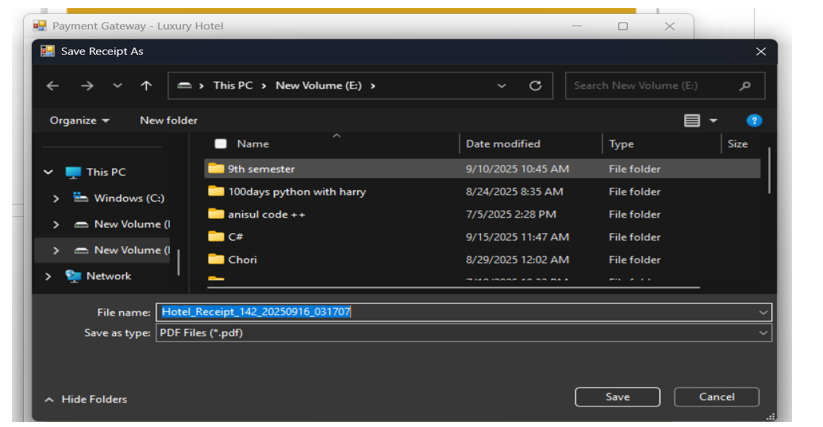 Payment Gateway - Luxury Hotel
Save Receipt As
This PC > New Volume (E:) >
Search New Volume (E:)
Organize
New folder
Name Date modified Type Size
This PC
Windows (C:)
New Volume (
New Volume (
Network
9th semester 9/10/2025 10:45 AM File folder
100days python with harry 8/24/2025 8:35 AM File folder
anisul code ++ 7/5/2025 2:28 PM File folder
C# 9/15/2025 11:47 AM File folder
Chori 8/29/2025 12:02 AM File folder
File name: Hotel_Receipt_142_20250916_031707
Save as type: PDF Files (*.pdf)
Hide Folders
Save
Cancel